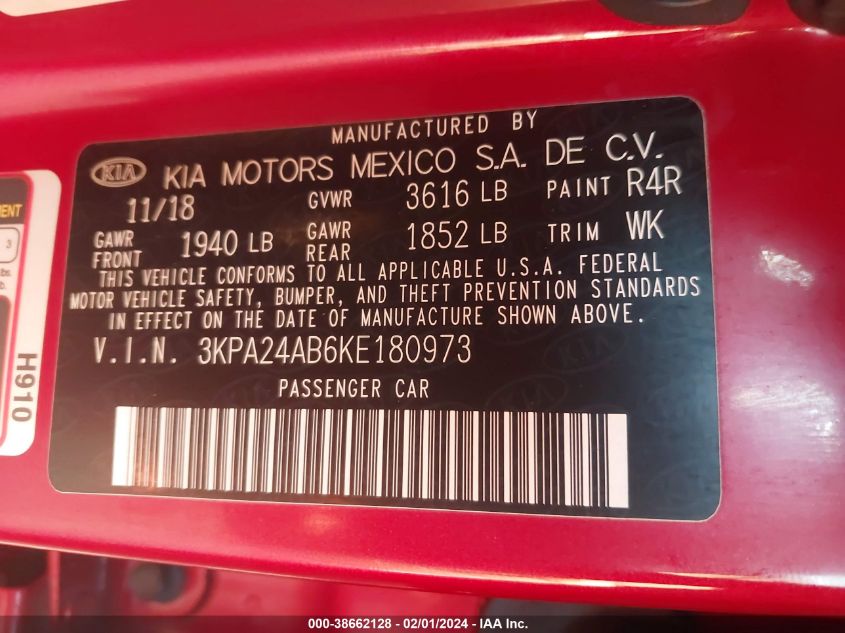 MANUFACTURED BY
KIA KIA MOTORS MEXICO S.A. DE C.V.
11/18 GVWR 3616 LB PAINT R4R
GAWR FRONT 1940 LB GAWR REAR 1852 LB TRIM WK
THIS VEHICLE CONFORMS TO ALL APPLICABLE U.S.A. FEDERAL
MOTOR VEHICLE SAFETY, BUMPER, AND THEFT PREVENTION STANDARDS
IN EFFECT ON THE DATE OF MANUFACTURE SHOWN ABOVE.
V.I.N. 3KPA24AB6KE180973
PASSENGER CAR
3
H910
000-38662128 - 02/01/2024 - IAA Inc.